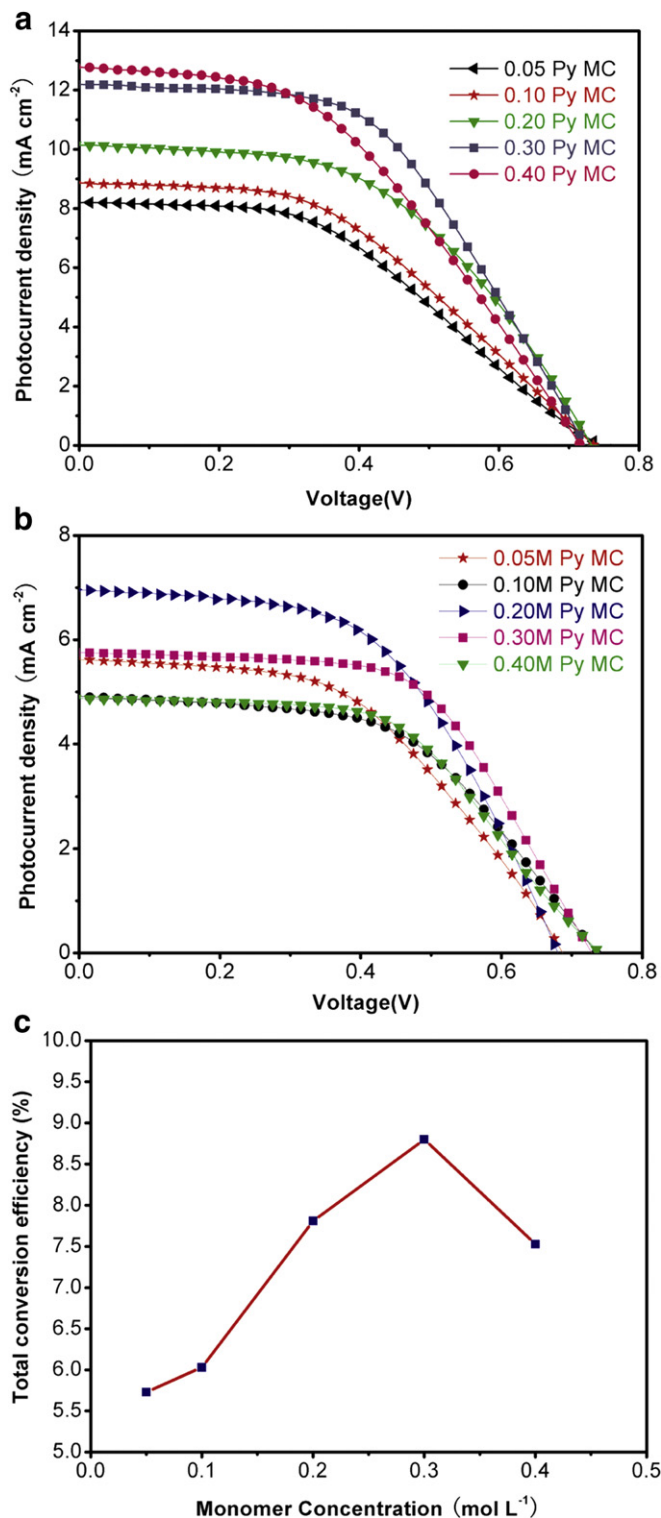 a
14
12
10
8
6
4
2
0
Photocurrent density (mA cm-2)
0.05 Py MC
0.10 Py MC
0.20 Py MC
0.30 Py MC
0.40 Py MC
0.0 0.2 0.4 0.6 0.8
Voltage(V)
b
8
6
4
2
0
Photocurrent density (mA cm-2)
0.05M Py MC
0.10M Py MC
0.20M Py MC
0.30M Py MC
0.40M Py MC
0.0 0.2 0.4 0.6 0.8
Voltage(V)
c
10.0
9.5
9.0
8.5
8.0
7.5
7.0
6.5
6.0
5.5
5.0
Total conversion efficiency (%)
0.0 0.1 0.2 0.3 0.4 0.5
Monomer Concentration (mol L-1)